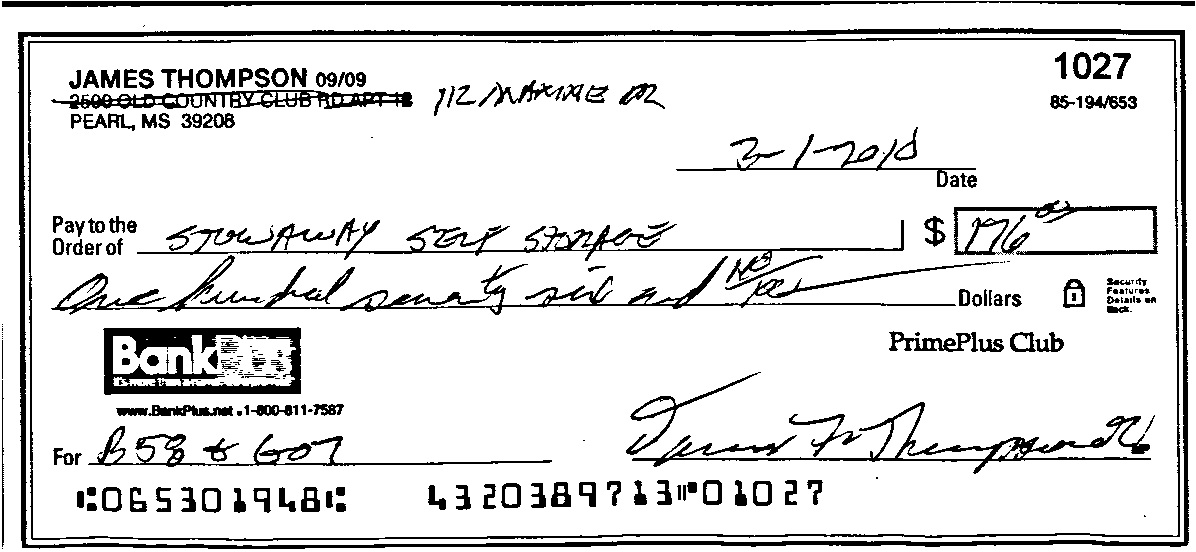 JAMES THOMPSON 09/09
1027
2500 OLD COUNTRY CLUB RD APT 12 112 MAXINE DR
85-194/653
PEARL, MS 39208
3-1-2010
Date
Pay to the
Order of STOWAWAY SELF STORAGE $ 176 00
One hundred seventy six and NO/100 Dollars
Security
Features
Details on
Back.
BankPlus
PrimePlus Club
www.BankPlus.net . 1-800-811-7587
For B58 & G07
⑆065301948⑆ 4320389713⑈01027